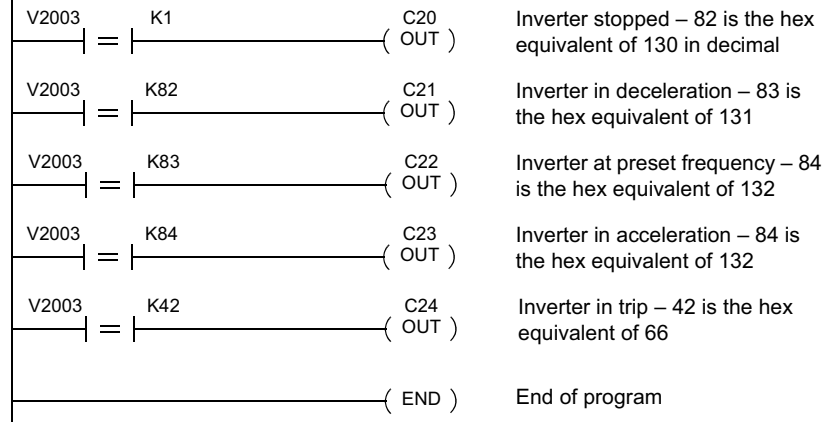 V2003 K1 C20 Inverter stopped – 82 is the hex
= ( OUT ) equivalent of 130 in decimal
V2003 K82 C21 Inverter in deceleration – 83 is
= ( OUT ) the hex equivalent of 131
V2003 K83 C22 Inverter at preset frequency – 84
= ( OUT ) is the hex equivalent of 132
V2003 K84 C23 Inverter in acceleration – 84 is
= ( OUT ) the hex equivalent of 132
V2003 K42 C24 Inverter in trip – 42 is the hex
= ( OUT ) equivalent of 66
( END ) End of program